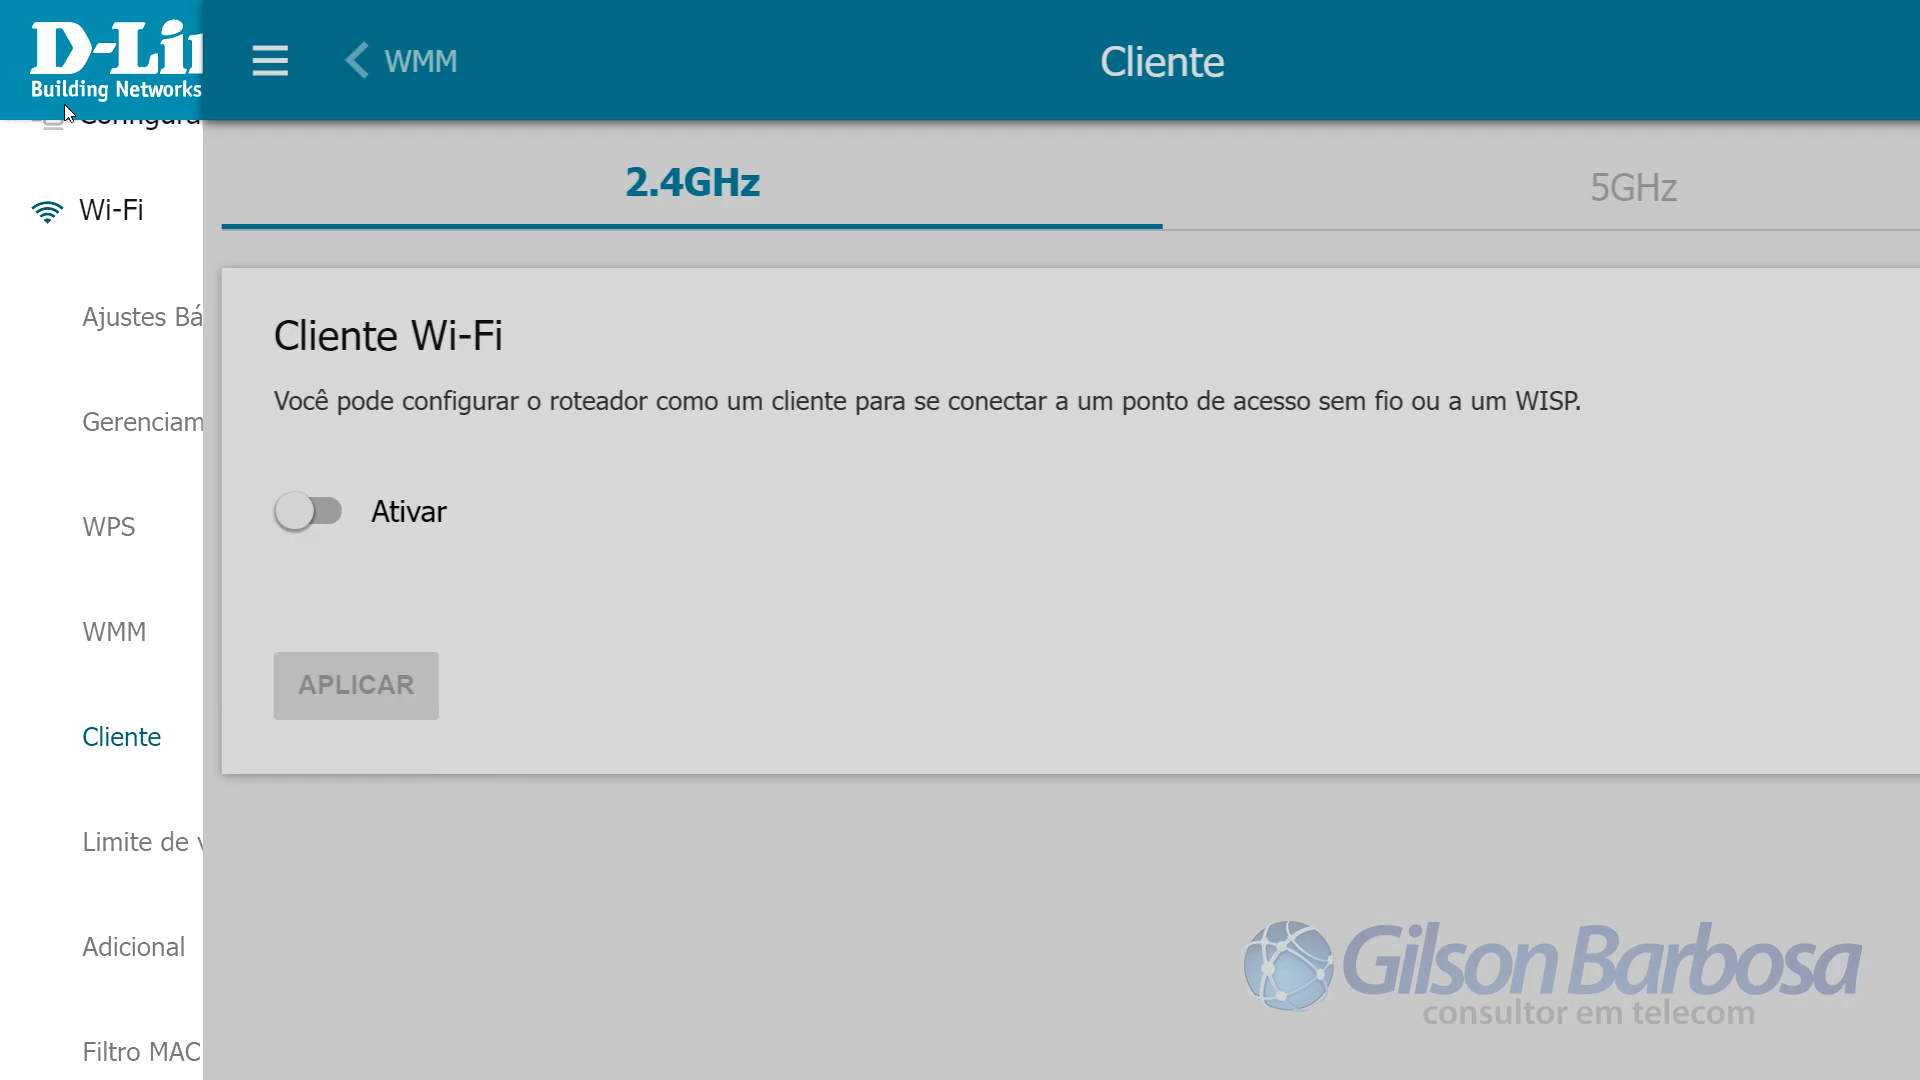 D-Li
Building Networks
WMM
Cliente
Wi-Fi
Ajustes Bá
Gerenciam
WPS
WMM
Cliente
Limite de v
Adicional
Filtro MAC
2.4GHz
5GHz
Cliente Wi-Fi
Você pode configurar o roteador como um cliente para se conectar a um ponto de acesso sem fio ou a um WISP.
Ativar
APLICAR
Gilson Barbosa
consultor em telecom